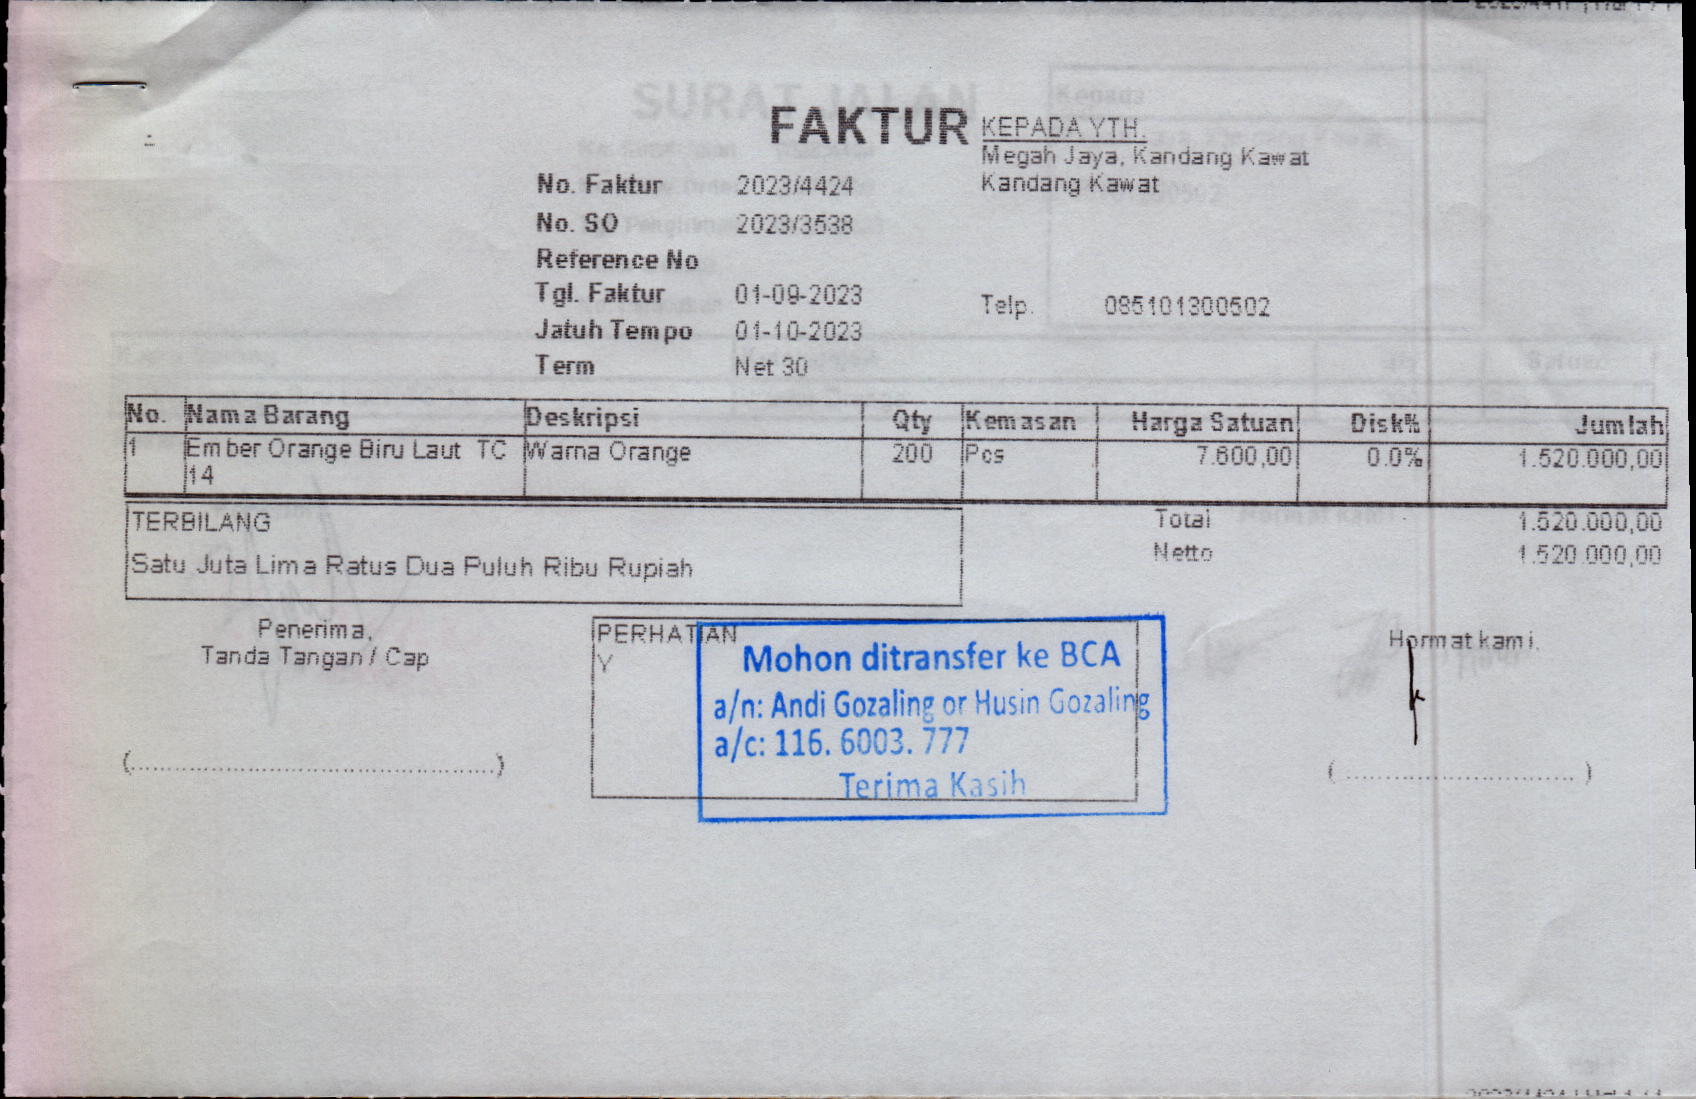 FAKTUR
KEPADA YTH.
Megah Jaya, Kandang Kawat
Kandang Kawat
No. Faktur 2023/4424
No. SO 2023/3538
Reference No
Tgl. Faktur 01-09-2023
Telp. 085101300502
Jatuh Tempo 01-10-2023
Term Net 30
No. Nama Barang Deskripsi Qty Kemasan Harga Satuan Disk% Jumlah
1 Ember Orange Biru Laut TC Warna Orange 200 Pcs 7.600,00 0.0% 1.520.000,00
14
TERBILANG
Satu Juta Lima Ratus Dua Puluh Ribu Rupiah
Total 1.520.000,00
Netto 1.520.000,00
Penerima,
Tanda Tangan / Cap
PERHATIAN
Y
Mohon ditransfer ke BCA
a/n: Andi Gozaling or Husin Gozaling
a/c: 116. 6003. 777
Terima Kasih
Hormat kami,